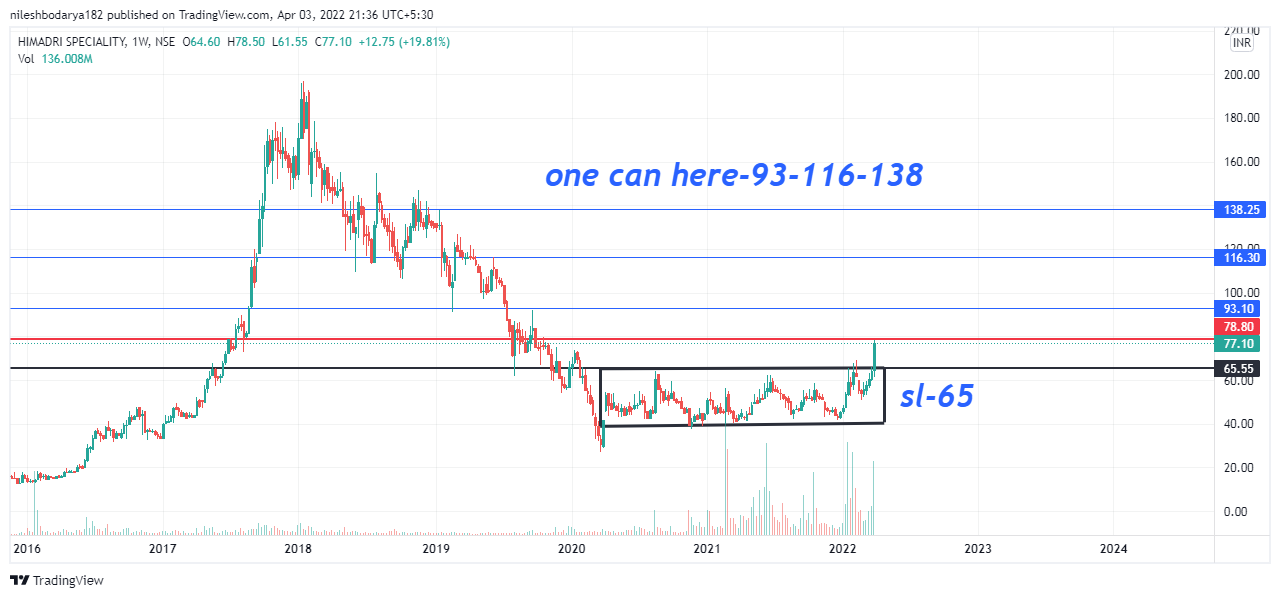 nileshbodarya182 published on TradingView.com, Apr 03, 2022 21:36 UTC+5:30
HIMADRI SPECIALITY, 1W, NSE O64.60 H78.50 L61.55 C77.10 +12.75 (+19.81%)
Vol 136.008M
220.00
INR
200.00
180.00
160.00
one can here-93-116-138
138.25
120.00
116.30
100.00
93.10
78.80
77.10
65.55
60.00
sl-65
40.00
20.00
0.00
2016 2017 2018 2019 2020 2021 2022 2023 2024
TradingView